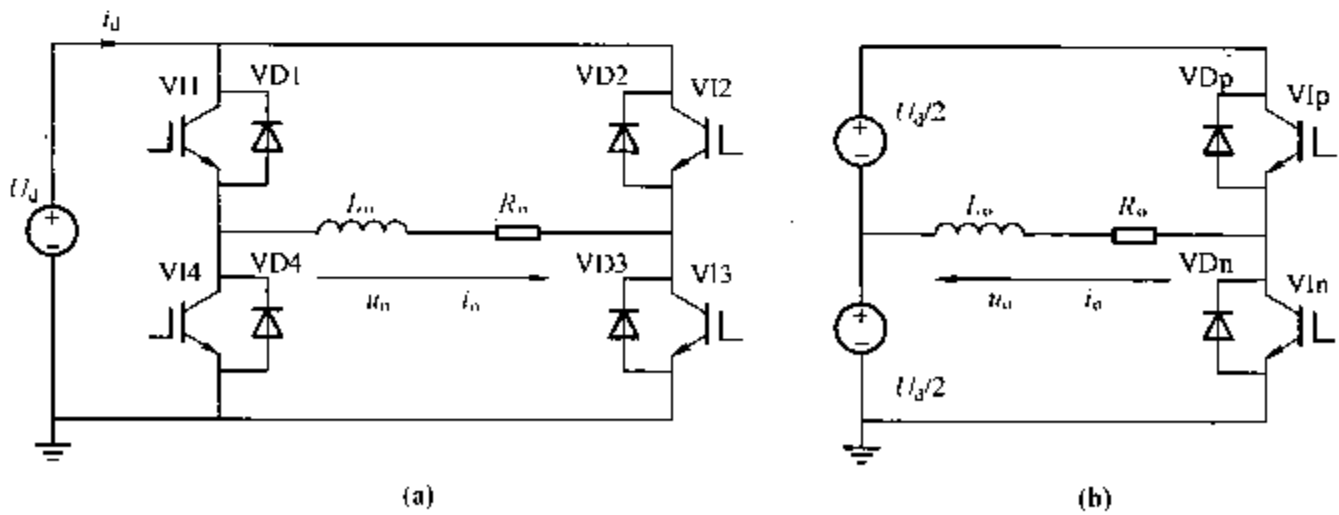 i_d
VI1 VD1 VD2 VI2
U_d
L_o R_o
VI4 VD4 VD3 VI3
u_o i_o
(a)
VDp VIp
U_d/2
L_o R_o
VDn VIn
u_o i_o
U_d/2
(b)